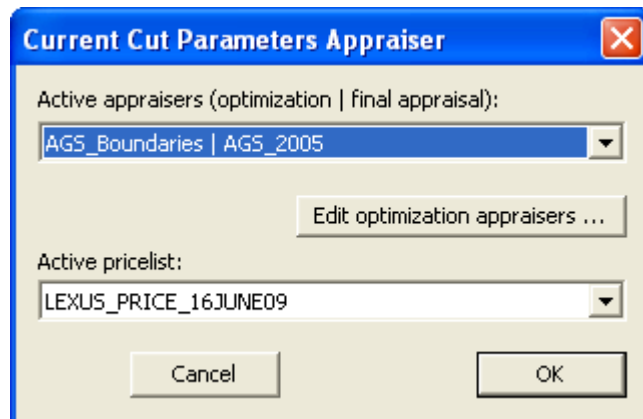 Current Cut Parameters Appraiser
Active appraisers (optimization | final appraisal):
AGS_Boundaries | AGS_2005
Edit optimization appraisers ...
Active pricelist:
LEXUS_PRICE_16JUNE09
Cancel
OK